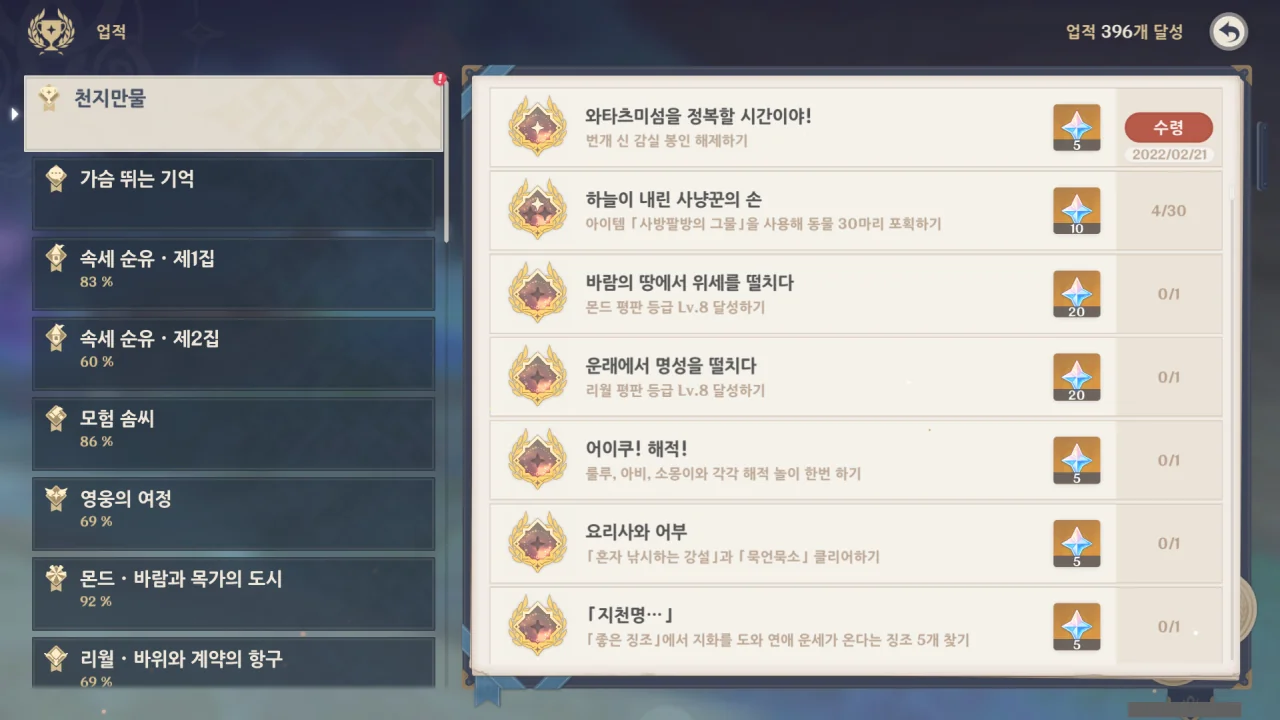 업적
업적 396개 달성
천지만물
가슴 뛰는 기억
속세 순유 · 제1집
83 %
속세 순유 · 제2집
60 %
모험 솜씨
86 %
영웅의 여정
69 %
몬드 · 바람과 목가의 도시
92 %
리월 · 바위와 계약의 항구
69 %
와타츠미섬을 정복할 시간이야!
번개 신 감실 봉인 해제하기
5
수령
2022/02/21
하늘이 내린 사냥꾼의 손
아이템 「사방팔방의 그물」을 사용해 동물 30마리 포획하기
10
4/30
바람의 땅에서 위세를 떨치다
몬드 평판 등급 Lv.8 달성하기
20
0/1
운래에서 명성을 떨치다
리월 평판 등급 Lv.8 달성하기
20
0/1
어이쿠! 해적!
룰루, 아비, 소몽이와 각각 해적 놀이 한번 하기
5
0/1
요리사와 어부
「혼자 낚시하는 강설」과 「묵언묵소」 클리어하기
5
0/1
「지천명…」
「좋은 징조」에서 지화를 도와 연애 운세가 온다는 징조 5개 찾기
5
0/1